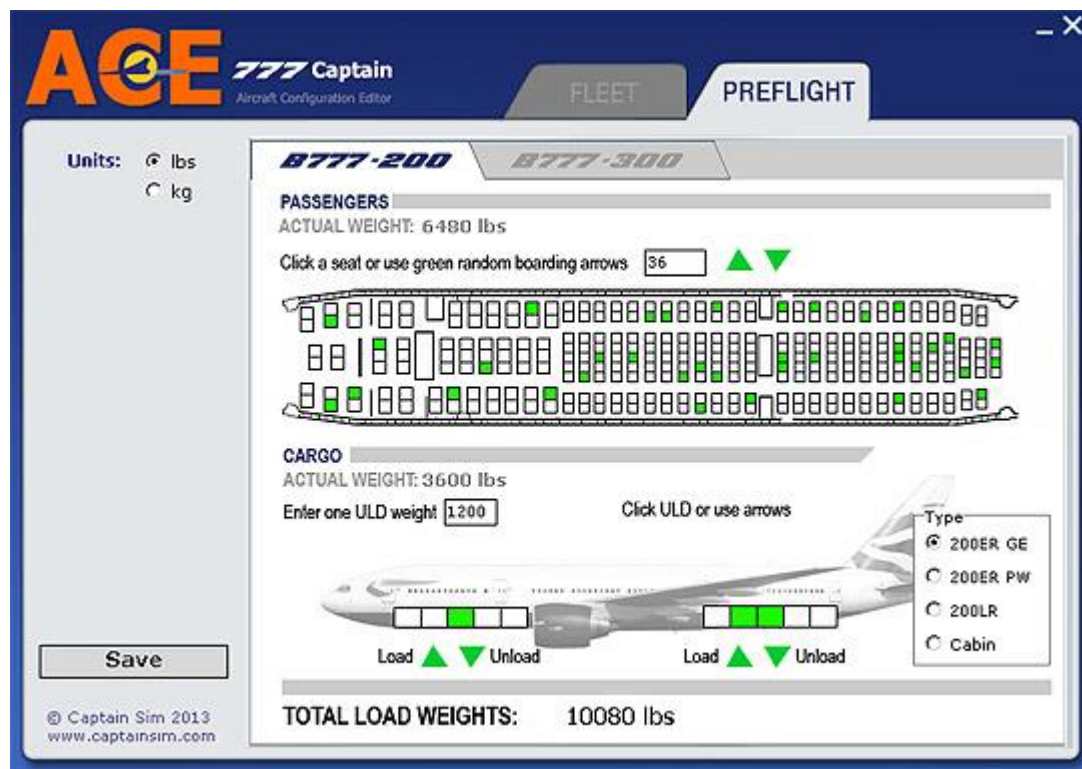 ACE 777 Captain
Aircraft Configuration Editor
FLEET
PREFLIGHT
Units: lbs
kg
B777-200
B777-300
PASSENGERS
ACTUAL WEIGHT: 6480 lbs
Click a seat or use green random boarding arrows 36
CARGO
ACTUAL WEIGHT: 3600 lbs
Enter one ULD weight 1200
Click ULD or use arrows
Type
200ER GE
200ER PW
200LR
Cabin
Load Unload
Load Unload
Save
© Captain Sim 2013
www.captainsim.com
TOTAL LOAD WEIGHTS: 10080 lbs